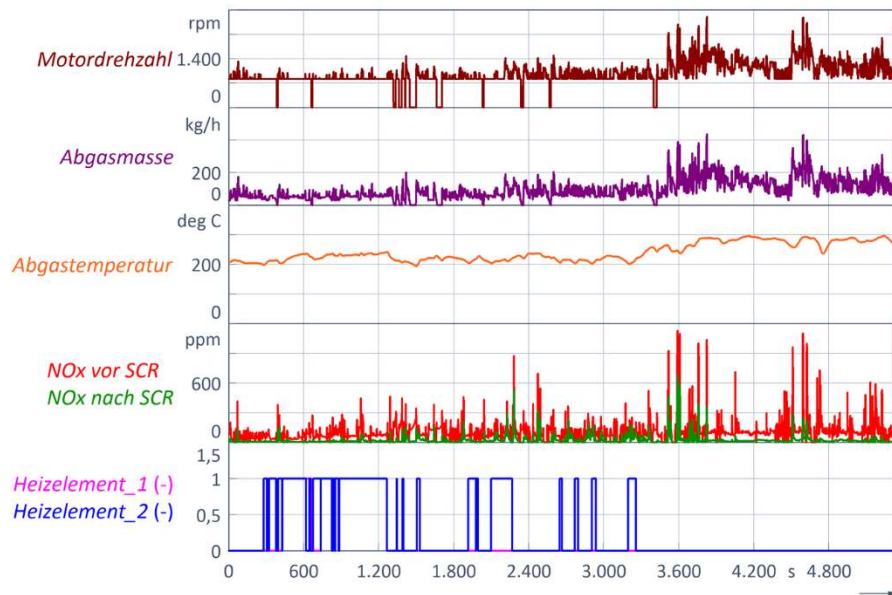 rpm
Motordrehzahl 1.400
0
kg/h
Abgasmasse
200
0
deg C
Abgastemperatur 200
0
ppm
NOx vor SCR 600
NOx nach SCR
0
1,5
Heizelement_1 (-) 1
Heizelement_2 (-) 0,5
0
0 600 1.200 1.800 2.400 3.000 3.600 4.200 s 4.800